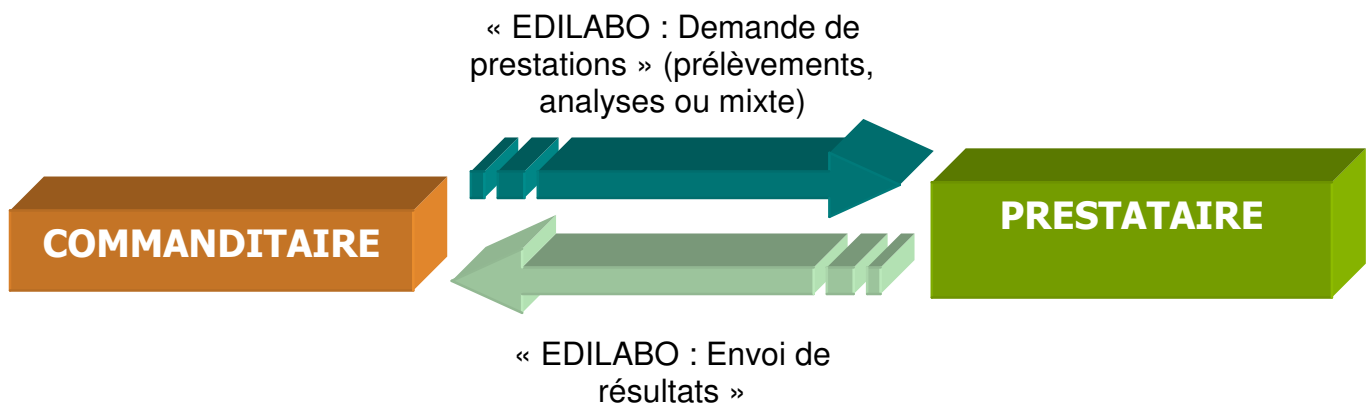 « EDILABO : Demande de
prestations » (prélèvements,
analyses ou mixte)
COMMANDITAIRE
PRESTATAIRE
« EDILABO : Envoi de
résultats »